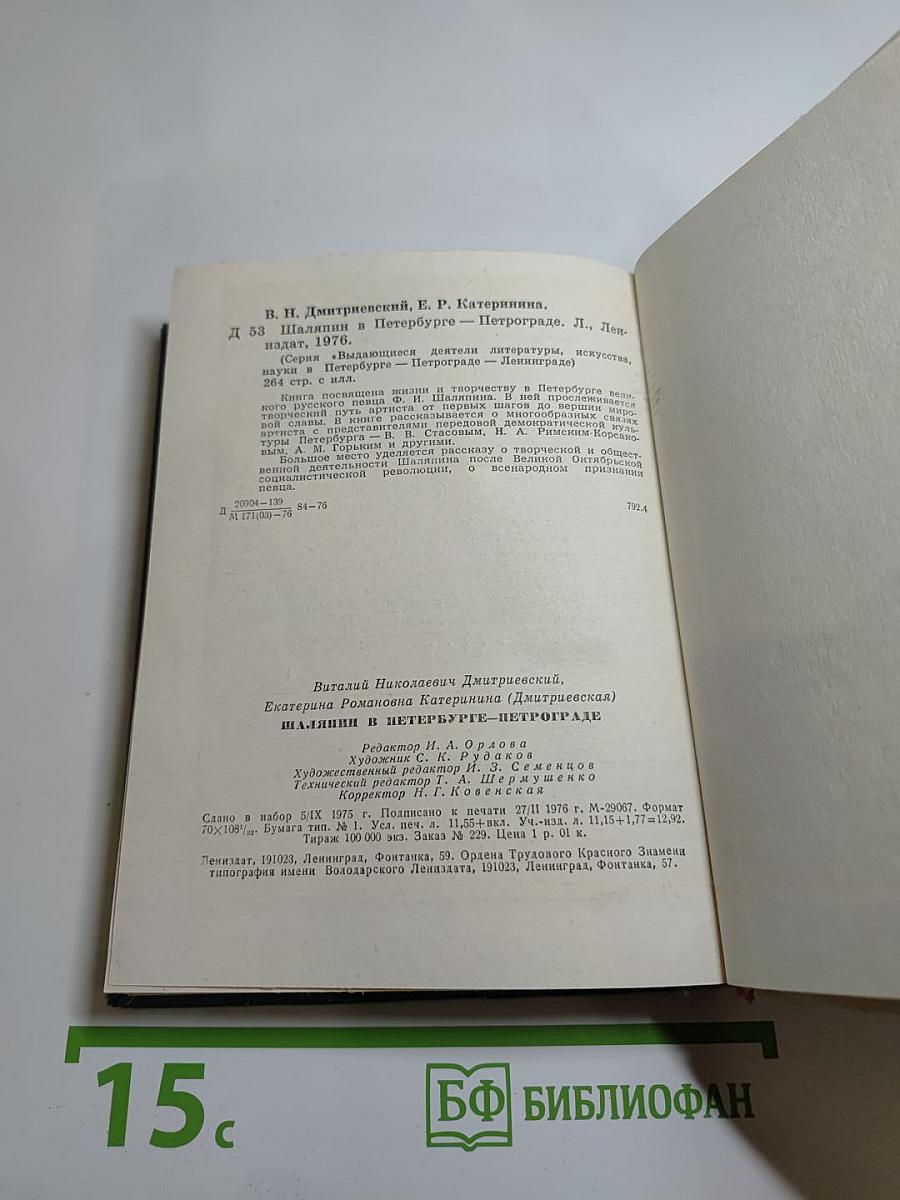 В. Н. Дмитриевский, Е. Р. Катеринина.
Д 53 Шаляпин в Петербурге — Петрограде. Л., Лен-
издат, 1976.
(Серия «Выдающиеся деятели литературы, искусства,
науки в Петербурге — Петрограде — Ленинграде)
264 стр. с илл.
Книга посвящена жизни и творчеству в Петербурге вели-
кого русского певца Ф. И. Шаляпина. В ней прослеживается
творческий путь артиста от первых шагов до вершин миро-
вой славы. В книге рассказывается о многообразных связях
артиста с представителями передовой демократической куль-
туры Петербурга — В. В. Стасовым, Н. А. Римским-Корсако-
вым, А. М. Горьким и другими.
Большое место уделяется рассказу о творческой и общест-
венной деятельности Шаляпина после Великой Октябрьской
социалистической революции, о всенародном признании
певца.
Д 20904—139 / М 171(03)—76 84—76 792.4
Виталий Николаевич Дмитриевский,
Екатерина Романовна Катеринина (Дмитриевская)
ШАЛЯПИН В ПЕТЕРБУРГЕ—ПЕТРОГРАДЕ
Редактор И. А. Орлова
Художник С. К. Рудаков
Художественный редактор И. З. Семенцов
Технический редактор Т. А. Шермушенко
Корректор Н. Г. Ковенская
Сдано в набор 5/IX 1975 г. Подписано к печати 27/II 1976 г. М-29067. Формат
70×108¹/₃₂. Бумага тип. № 1. Усл. печ. л. 11,55+вкл. Уч.-изд. л. 11,15+1,77=12,92.
Тираж 100 000 экз. Заказ № 229. Цена 1 р. 01 к.
Лениздат, 191023, Ленинград, Фонтанка, 59. Ордена Трудового Красного Знамени
типография имени Володарского Лениздата, 191023, Ленинград, Фонтанка, 57.
15 с
БФ БИБЛИОФАН